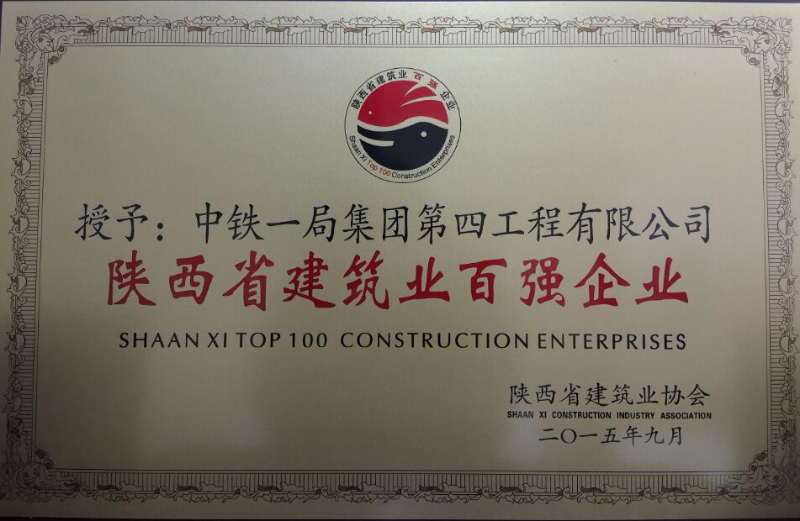 陕西省建筑业百强企业
Shaan Xi Top 100 Construction Enterprises
授予：中铁一局集团第四工程有限公司
陕西省建筑业百强企业
SHAAN XI TOP 100 CONSTRUCTION ENTERPRISES
陕西省建筑业协会
SHAAN XI CONSTRUCTION INDUSTRY ASSOCIATION
二〇一五年九月